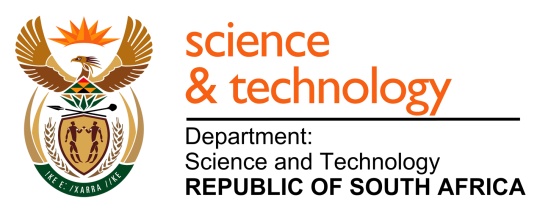 !KE E: /XARRA //KE
science
& technology
Department:
Science and Technology
REPUBLIC OF SOUTH AFRICA